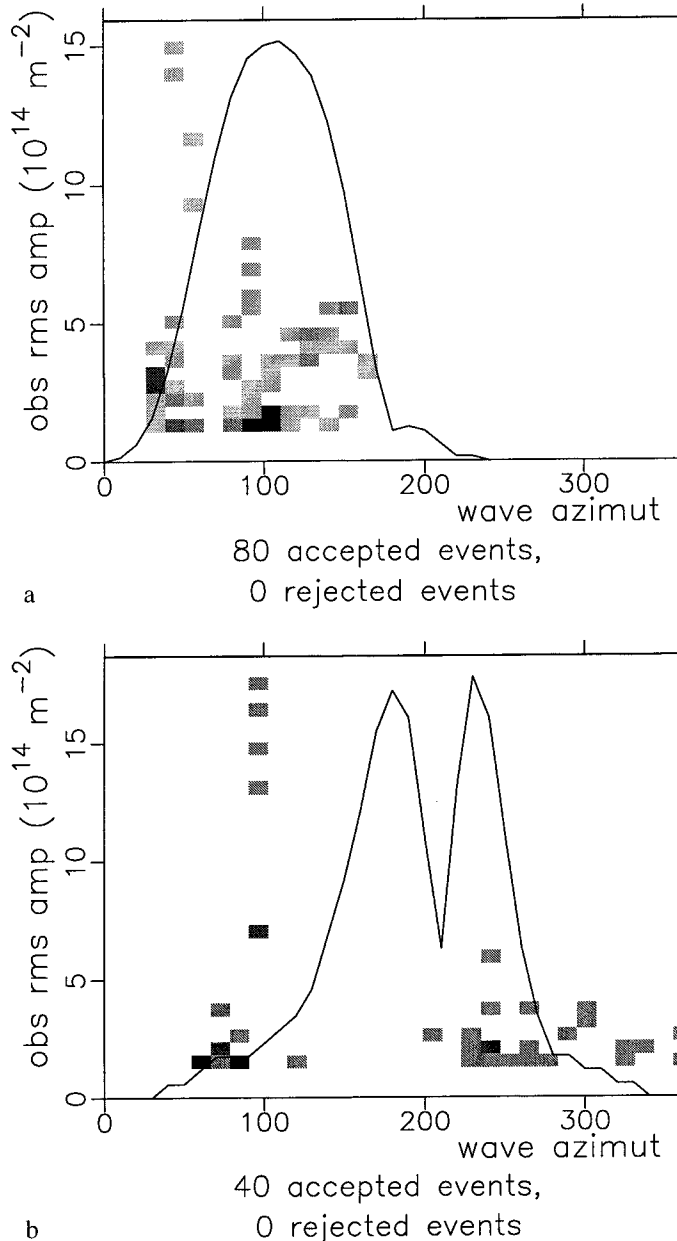 15
10
5
0
obs rms amp (10¹⁴ m⁻²)
0 100 200 300
wave azimut
80 accepted events,
0 rejected events
a
15
10
5
0
obs rms amp (10¹⁴ m⁻²)
0 100 200 300
wave azimut
40 accepted events,
0 rejected events
b